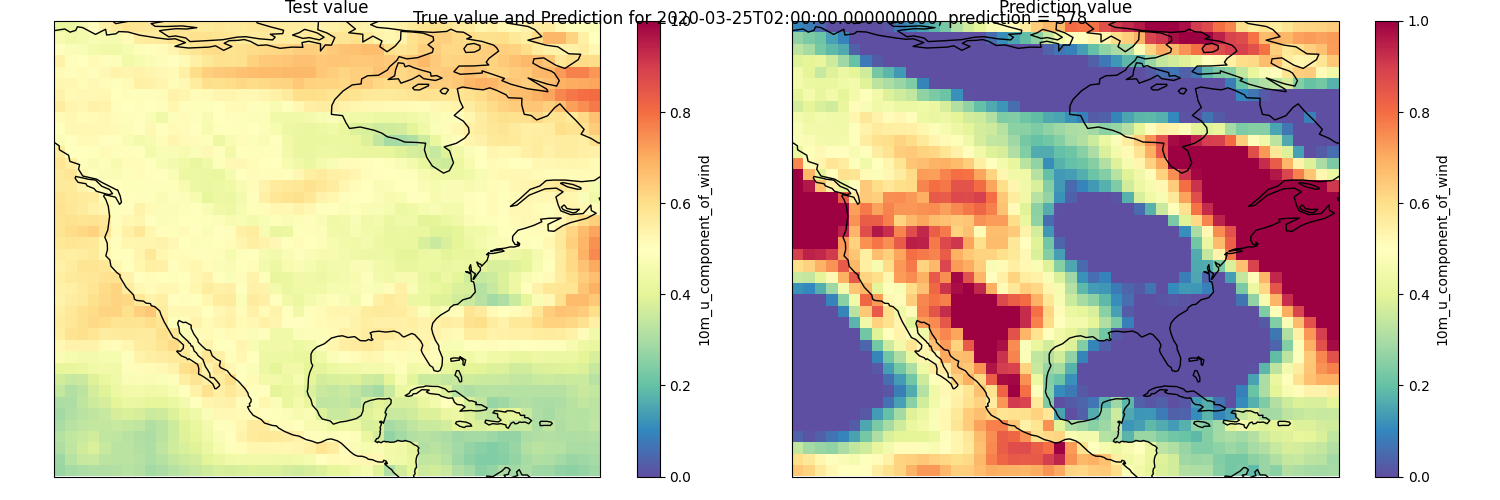 Test value
Prediction value
True value and Prediction for 2020-03-25T02:00:00.000000000 prediction = 578
1.0
0.8
0.6
0.4
0.2
0.0
10m_u_component_of_wind
1.0
0.8
0.6
0.4
0.2
0.0
10m_u_component_of_wind